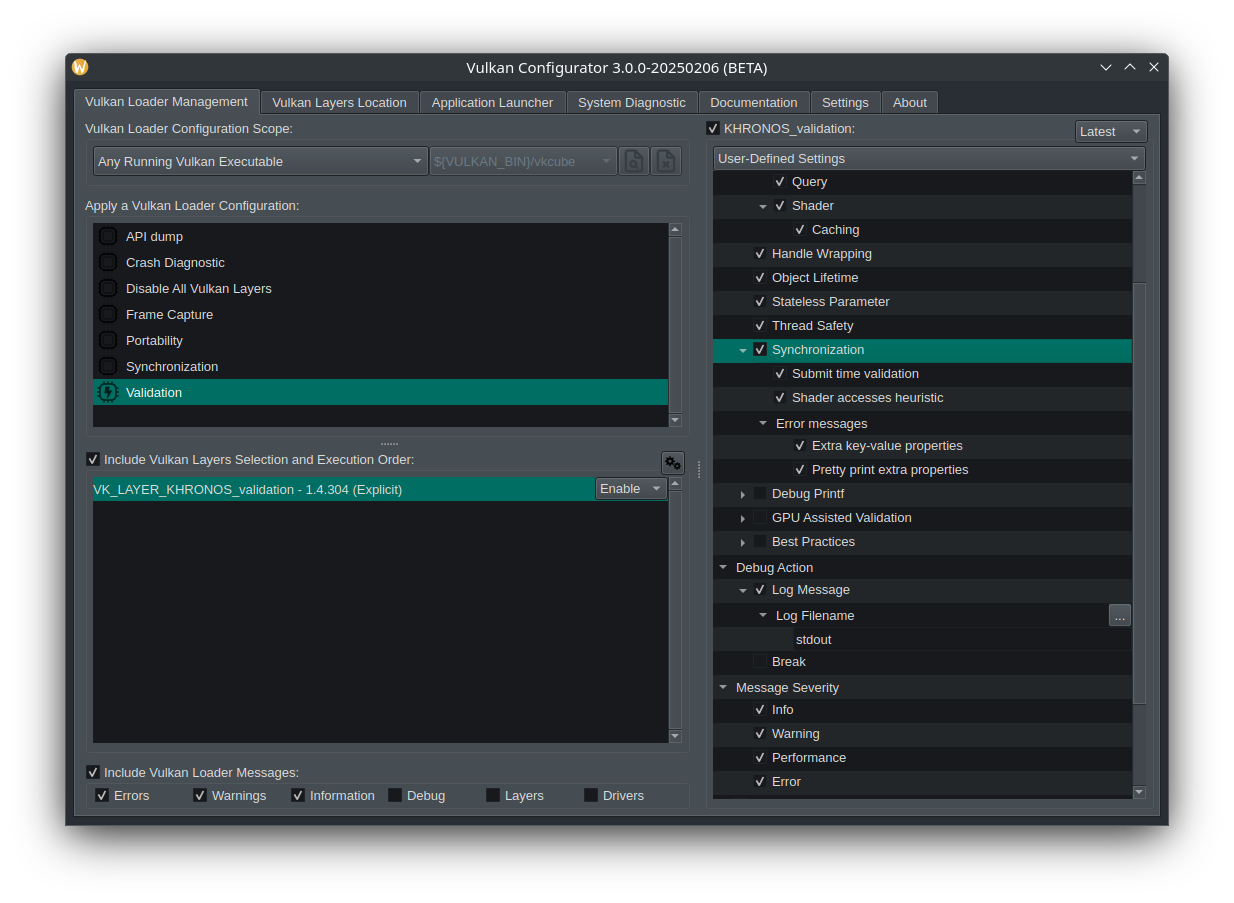 Vulkan Configurator 3.0.0-20250206 (BETA)
Vulkan Loader Management
Vulkan Layers Location
Application Launcher
System Diagnostic
Documentation
Settings
About
Vulkan Loader Configuration Scope:
Any Running Vulkan Executable
${VULKAN_BIN}/vkcube
Apply a Vulkan Loader Configuration:
API dump
Crash Diagnostic
Disable All Vulkan Layers
Frame Capture
Portability
Synchronization
Validation
Include Vulkan Layers Selection and Execution Order:
VK_LAYER_KHRONOS_validation - 1.4.304 (Explicit)
Enable
Include Vulkan Loader Messages:
Errors
Warnings
Information
Debug
Layers
Drivers
KHRONOS_validation:
Latest
User-Defined Settings
Query
Shader
Caching
Handle Wrapping
Object Lifetime
Stateless Parameter
Thread Safety
Synchronization
Submit time validation
Shader accesses heuristic
Error messages
Extra key-value properties
Pretty print extra properties
Debug Printf
GPU Assisted Validation
Best Practices
Debug Action
Log Message
Log Filename
...
stdout
Break
Message Severity
Info
Warning
Performance
Error